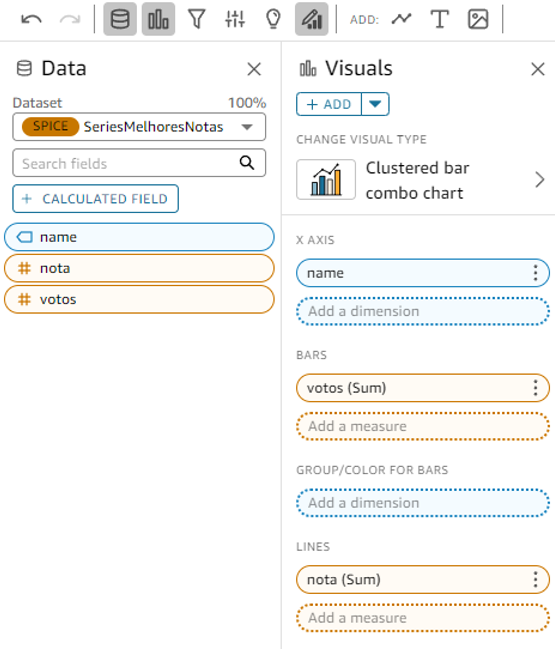 ADD:
Data
Dataset 100%
SPICE SeriesMelhoresNotas
Search fields
+ CALCULATED FIELD
name
# nota
# votos
Visuals
+ ADD
CHANGE VISUAL TYPE
Clustered bar
combo chart
X AXIS
name
Add a dimension
BARS
votos (Sum)
Add a measure
GROUP/COLOR FOR BARS
Add a dimension
LINES
nota (Sum)
Add a measure